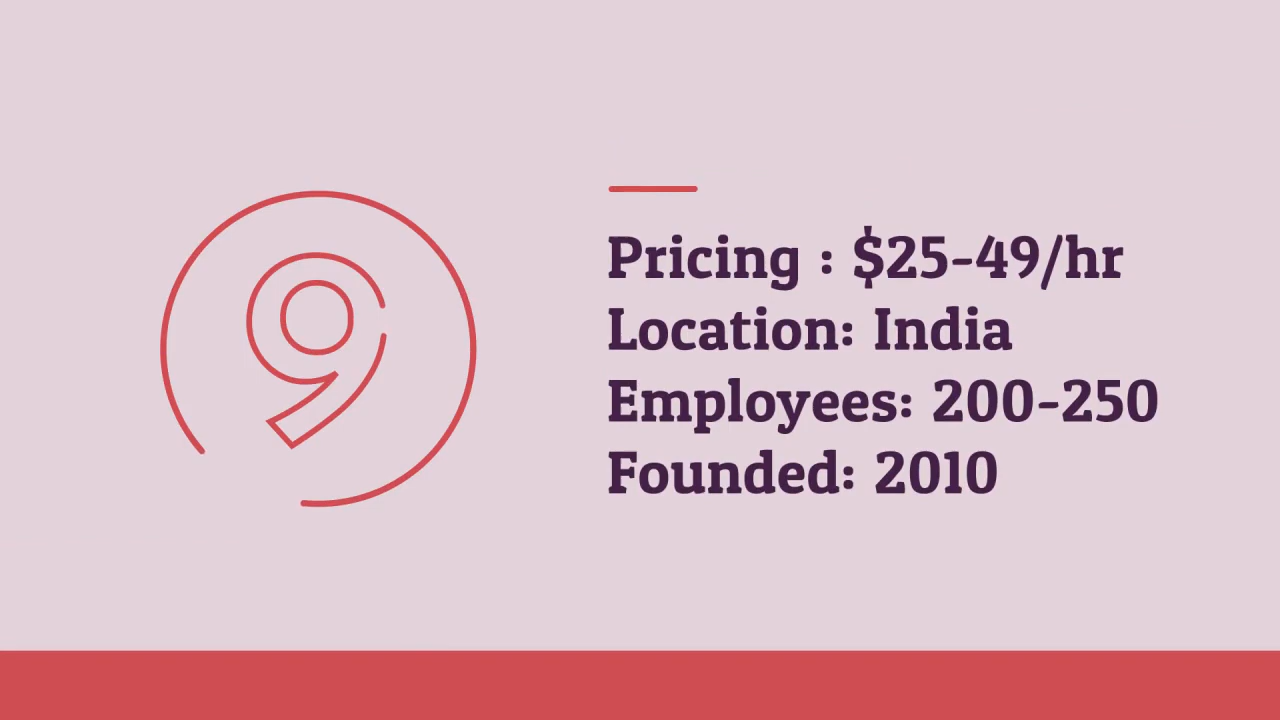 9
Pricing : $25-49/hr
Location: India
Employees: 200-250
Founded: 2010